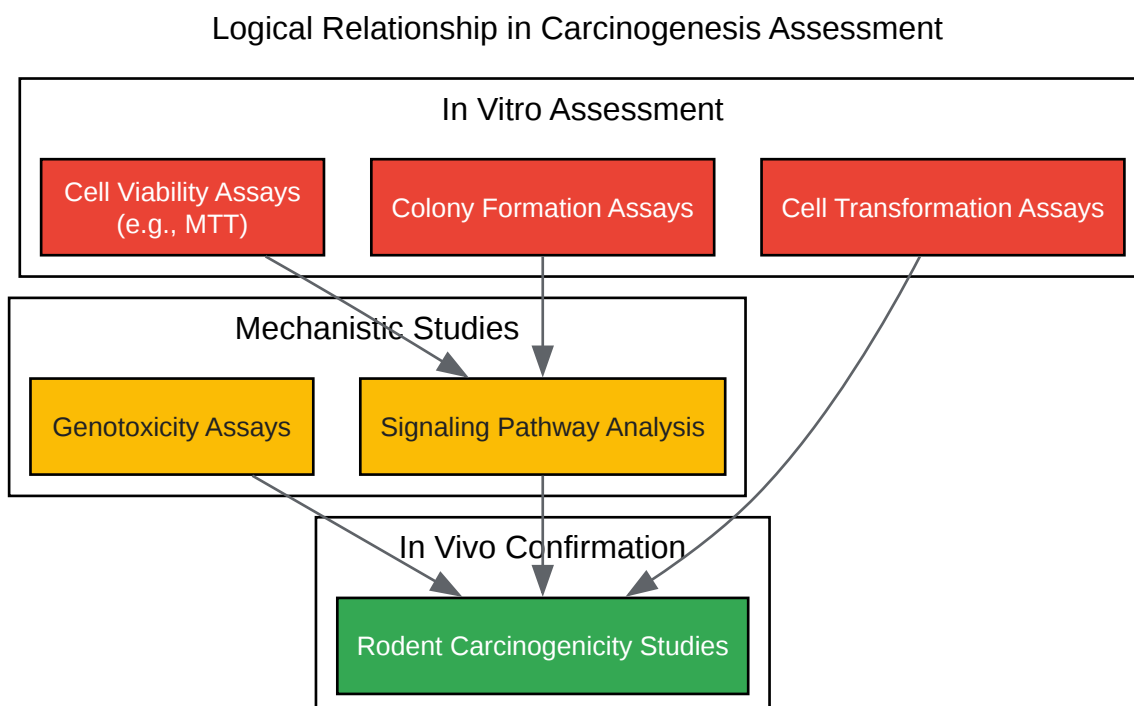 Logical Relationship in Carcinogenesis Assessment
In Vitro Assessment
Cell Viability Assays
(e.g., MTT)
Colony Formation Assays
Cell Transformation Assays
Mechanistic Studies
Genotoxicity Assays
Signaling Pathway Analysis
In Vivo Confirmation
Rodent Carcinogenicity Studies